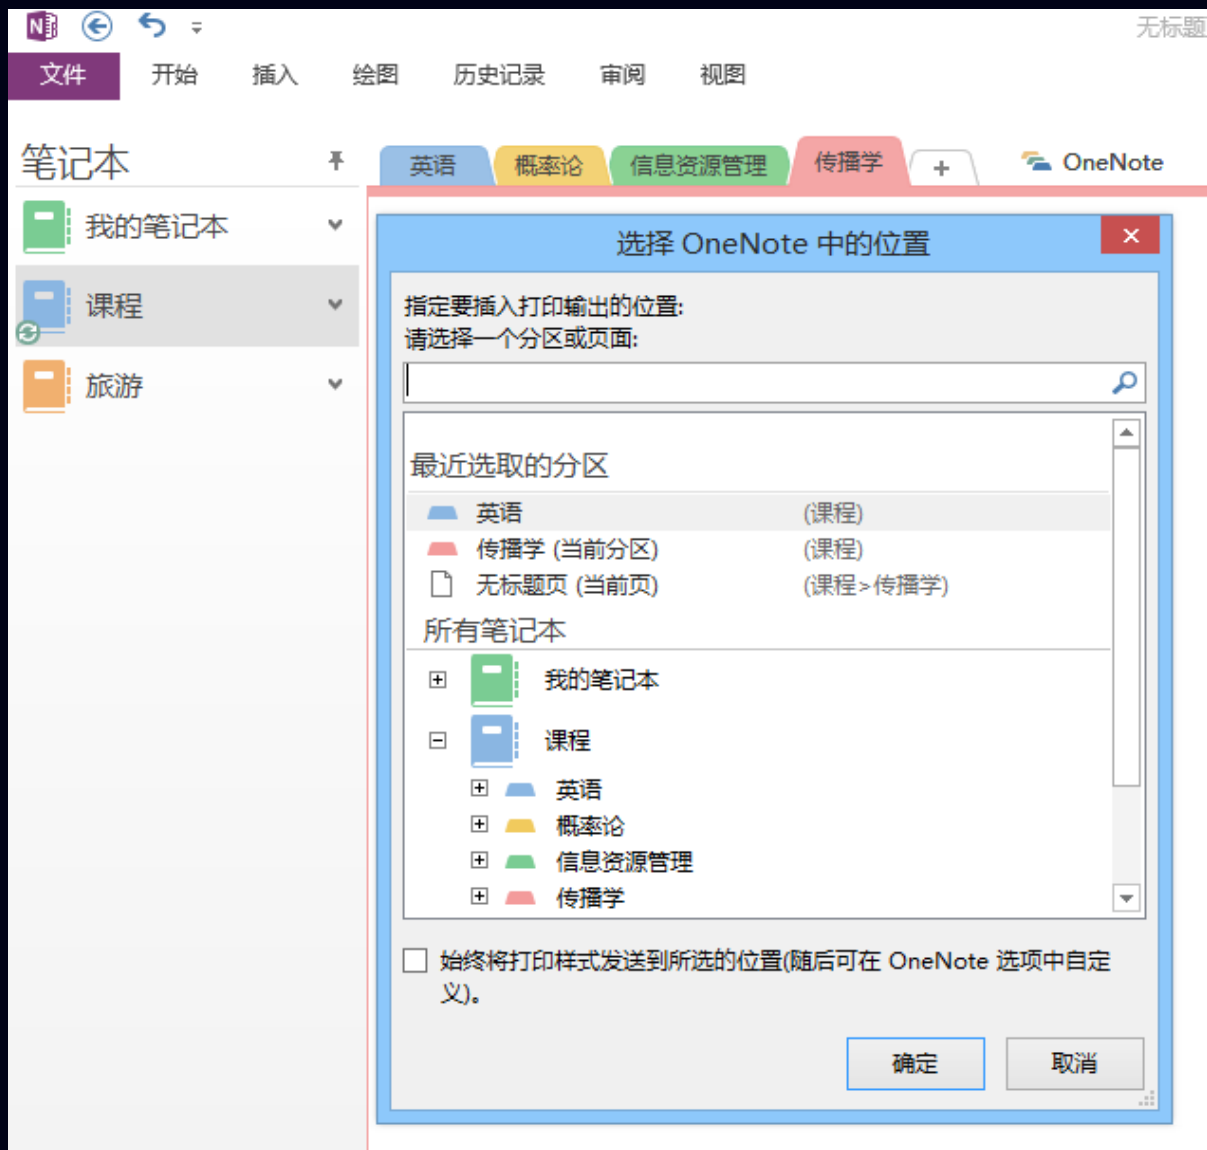 无标题
文件 开始 插入 绘图 历史记录 审阅 视图
笔记本
英语 概率论 信息资源管理 传播学 + OneNote
我的笔记本
课程
旅游
选择 OneNote 中的位置
指定要插入打印输出的位置:
请选择一个分区或页面:
最近选取的分区
英语 (课程)
传播学 (当前分区) (课程)
无标题页 (当前页) (课程>传播学)
所有笔记本
我的笔记本
课程
英语
概率论
信息资源管理
传播学
始终将打印样式发送到所选的位置(随后可在 OneNote 选项中自定
义)。
确定 取消